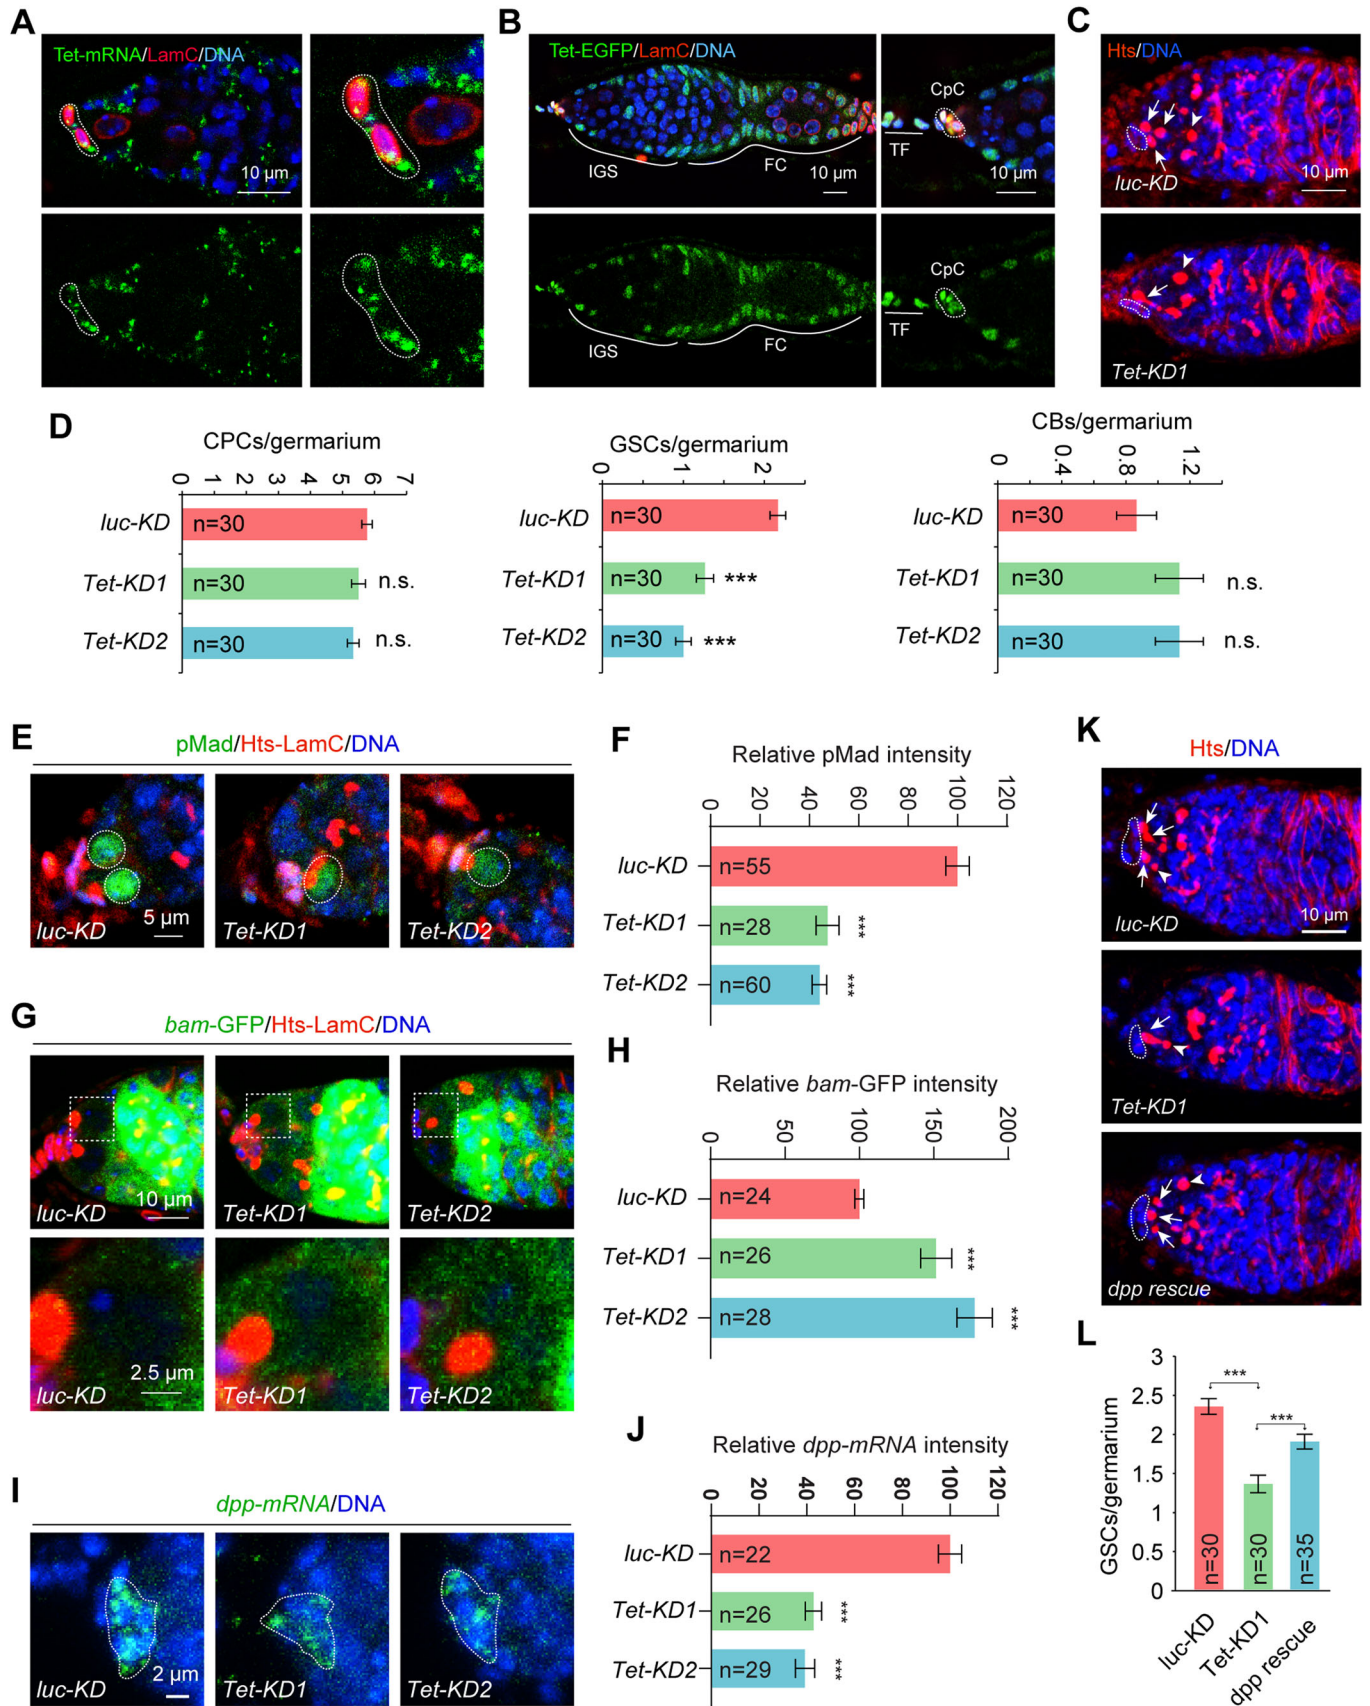 A
Tet-mRNA/LamC/DNA
10 µm
B
Tet-EGFP/LamC/DNA
IGS
FC
10 µm
CpC
TF
10 µm
IGS
FC
CpC
TF
C
Hts/DNA
luc-KD
10 µm
Tet-KD1
D
CPCs/germarium
0 1 2 3 4 5 6 7
luc-KD n=30
Tet-KD1 n=30 n.s.
Tet-KD2 n=30 n.s.
GSCs/germarium
0 1 2
luc-KD n=30
Tet-KD1 n=30 ***
Tet-KD2 n=30 ***
CBs/germarium
0 0.4 0.8 1.2
luc-KD n=30
Tet-KD1 n=30 n.s.
Tet-KD2 n=30 n.s.
E
pMad/Hts-LamC/DNA
5 µm
luc-KD
Tet-KD1
Tet-KD2
F
Relative pMad intensity
0 20 40 60 80 100 120
luc-KD n=55
Tet-KD1 n=28 ***
Tet-KD2 n=60 ***
G
bam-GFP/Hts-LamC/DNA
10 µm
luc-KD
Tet-KD1
Tet-KD2
2.5 µm
luc-KD
Tet-KD1
Tet-KD2
H
Relative bam-GFP intensity
0 50 100 150 200
luc-KD n=24
Tet-KD1 n=26 ***
Tet-KD2 n=28 ***
I
dpp-mRNA/DNA
2 µm
luc-KD
Tet-KD1
Tet-KD2
J
Relative dpp-mRNA intensity
0 20 40 60 80 100 120
luc-KD n=22
Tet-KD1 n=26 ***
Tet-KD2 n=29 ***
K
Hts/DNA
luc-KD
10 µm
Tet-KD1
dpp rescue
L
GSCs/germarium
3
2.5
2
1.5
1
0.5
0
***
***
n=30
n=30
n=35
luc-KD
Tet-KD1
dpp rescue